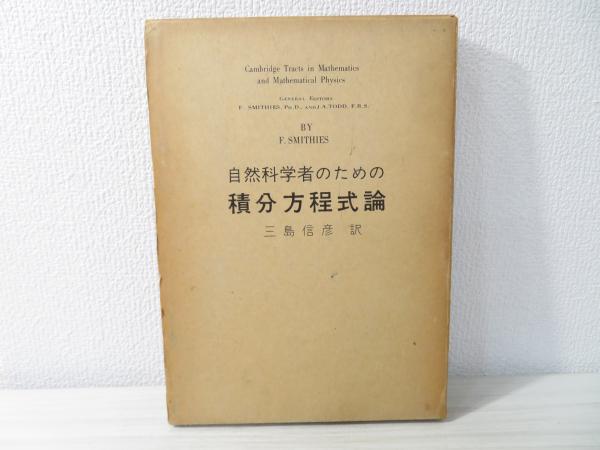 Cambridge Tracts in Mathematics
and Mathematical Physics
GENERAL EDITORS
F. SMITHIES, PH.D., AND J.A.TODD, F.R.S.
BY
F. SMITHIES
自然科学者のための
積分方程式論
三島信彦 訳